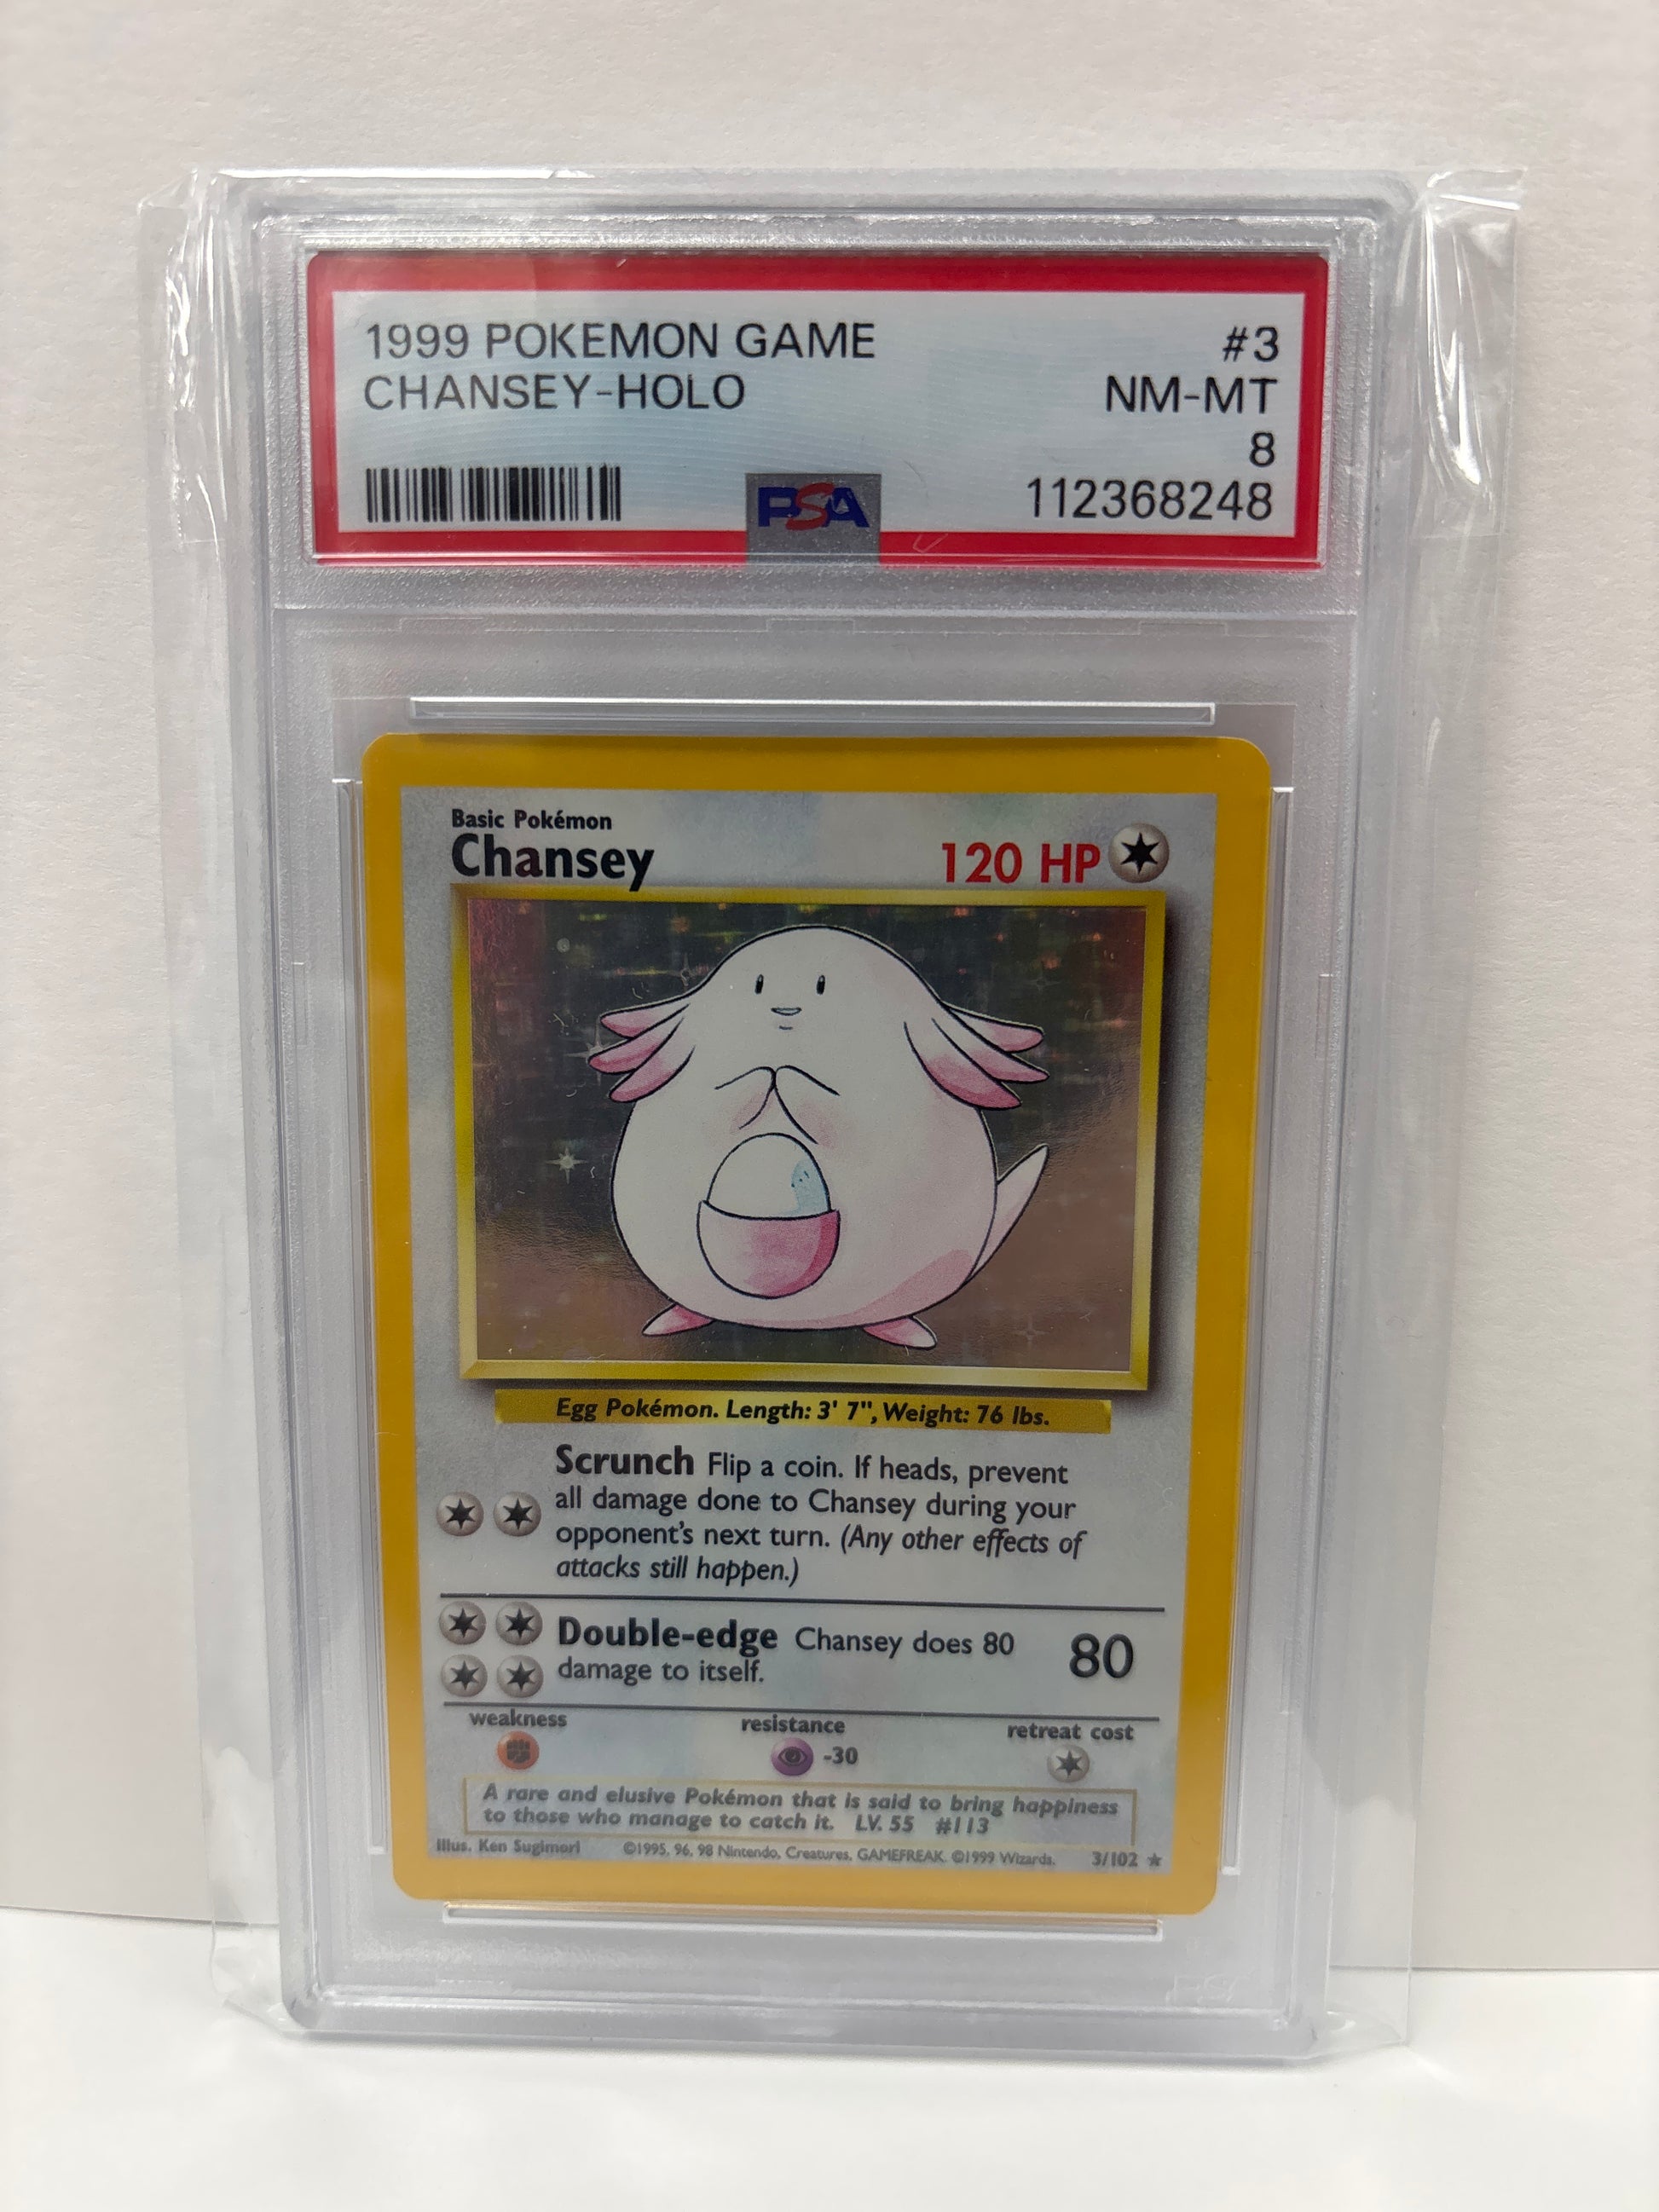 1999 POKEMON GAME #3
CHANSEY-HOLO NM-MT
8
PSA 112368248
Basic Pokémon
Chansey 120 HP
Egg Pokémon. Length: 3' 7", Weight: 76 lbs.
Scrunch Flip a coin. If heads, prevent
all damage done to Chansey during your
opponent's next turn. (Any other effects of
attacks still happen.)
Double-edge Chansey does 80 80
damage to itself.
weakness resistance retreat cost
-30
A rare and elusive Pokémon that is said to bring happiness
to those who manage to catch it. LV. 55 #113
Illus. Ken Sugimori ©1995, 96, 98 Nintendo, Creatures, GAMEFREAK. ©1999 Wizards. 3/102 ★